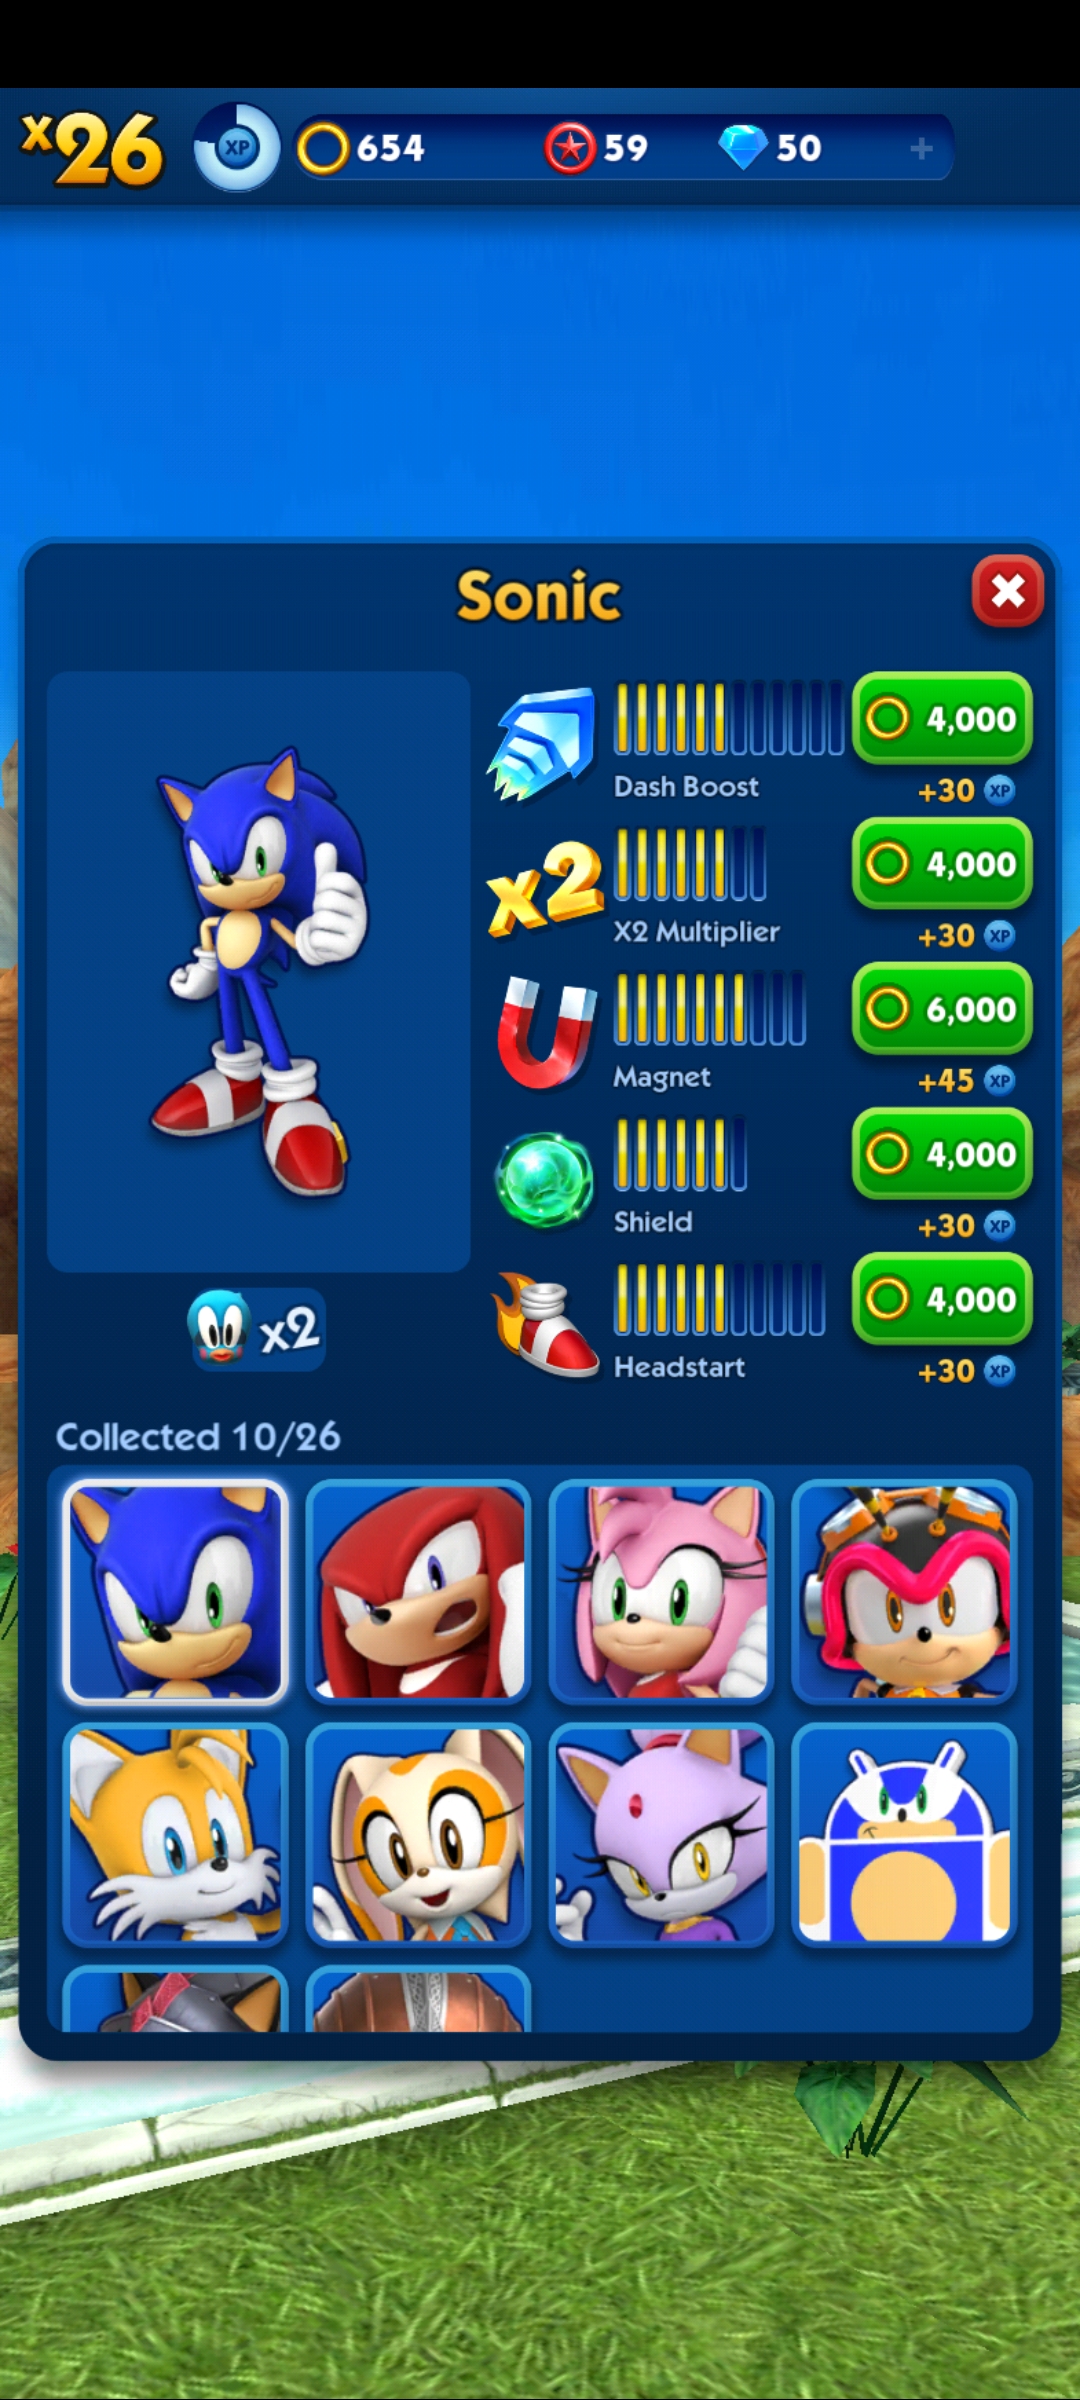 x26 XP 654 59 50 +
Sonic
4,000
Dash Boost
+30 XP
x2
4,000
X2 Multiplier
+30 XP
6,000
Magnet
+45 XP
4,000
Shield
+30 XP
x2
4,000
Headstart
+30 XP
Collected 10/26